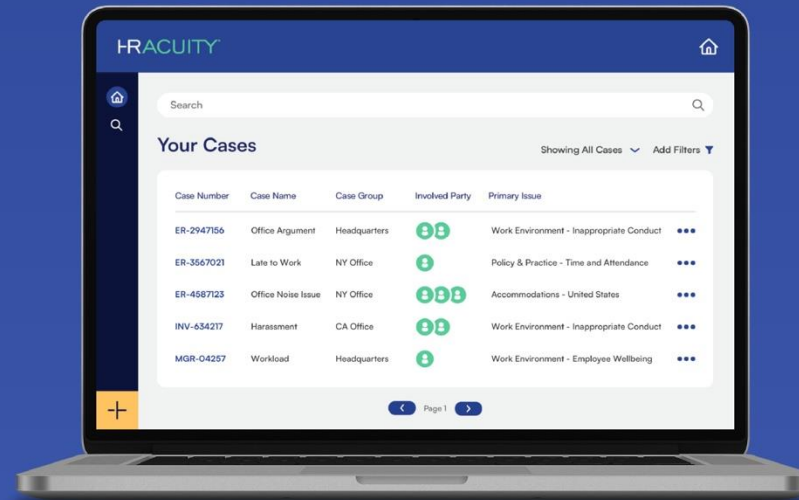 HRACUITY
Search
Your Cases
Showing All Cases Add Filters
Case Number Case Name Case Group Involved Party Primary Issue
ER-2947156 Office Argument Headquarters Work Environment - Inappropriate Conduct
ER-3567021 Late to Work NY Office Policy & Practice - Time and Attendance
ER-4587123 Office Noise Issue NY Office Accommodations - United States
INV-634217 Harassment CA Office Work Environment - Inappropriate Conduct
MGR-04257 Workload Headquarters Work Environment - Employee Wellbeing
Page 1